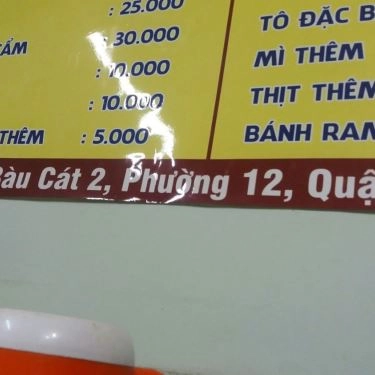 : 25.000
: 30.000
: 10.000
: 10.000
THÊM : 5.000
TÔ ĐẶC B
MÌ THÊM
THỊT THÊM
BÁNH RAM
Bàu Cát 2, Phường 12, Quậ